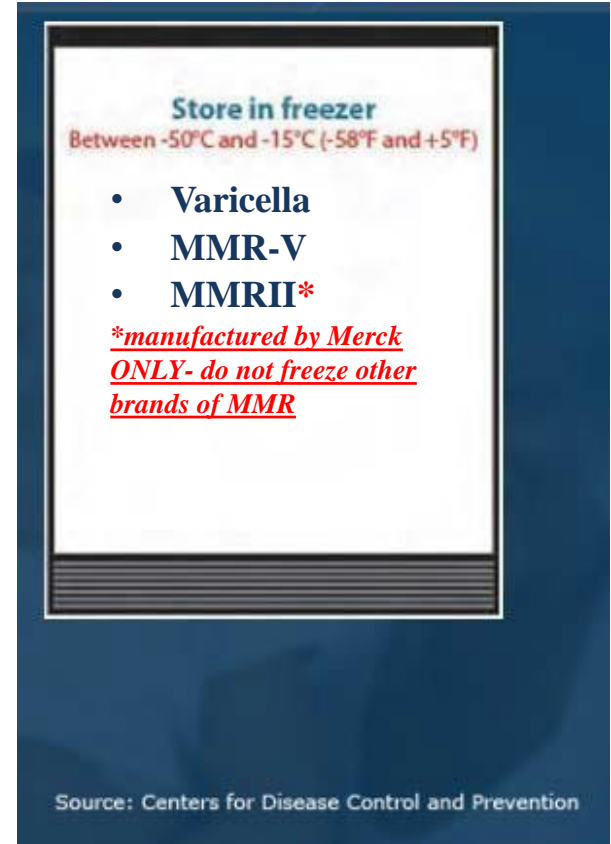 Store in freezer
Between -50°C and -15°C (-58°F and +5°F)
• Varicella
• MMR-V
• MMRII*
*manufactured by Merck
ONLY- do not freeze other
brands of MMR
Source: Centers for Disease Control and Prevention